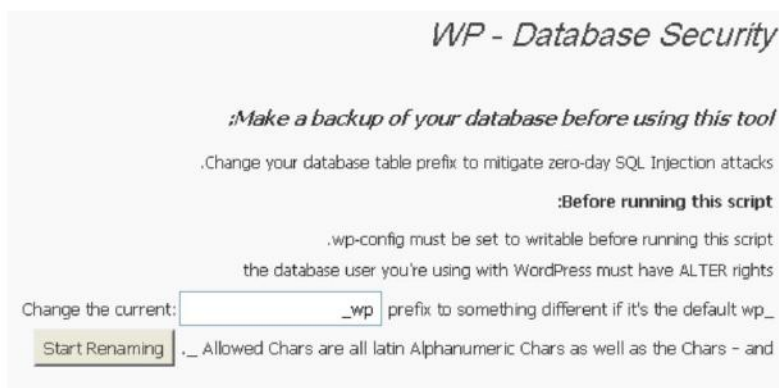 WP - Database Security
:Make a backup of your database before using this tool
.Change your database table prefix to mitigate zero-day SQL Injection attacks
:Before running this script
.wp-config must be set to writable before running this script
the database user you're using with WordPress must have ALTER rights
Change the current: _wp prefix to something different if it's the default wp_
Start Renaming ._ Allowed Chars are all latin Alphanumeric Chars as well as the Chars - and